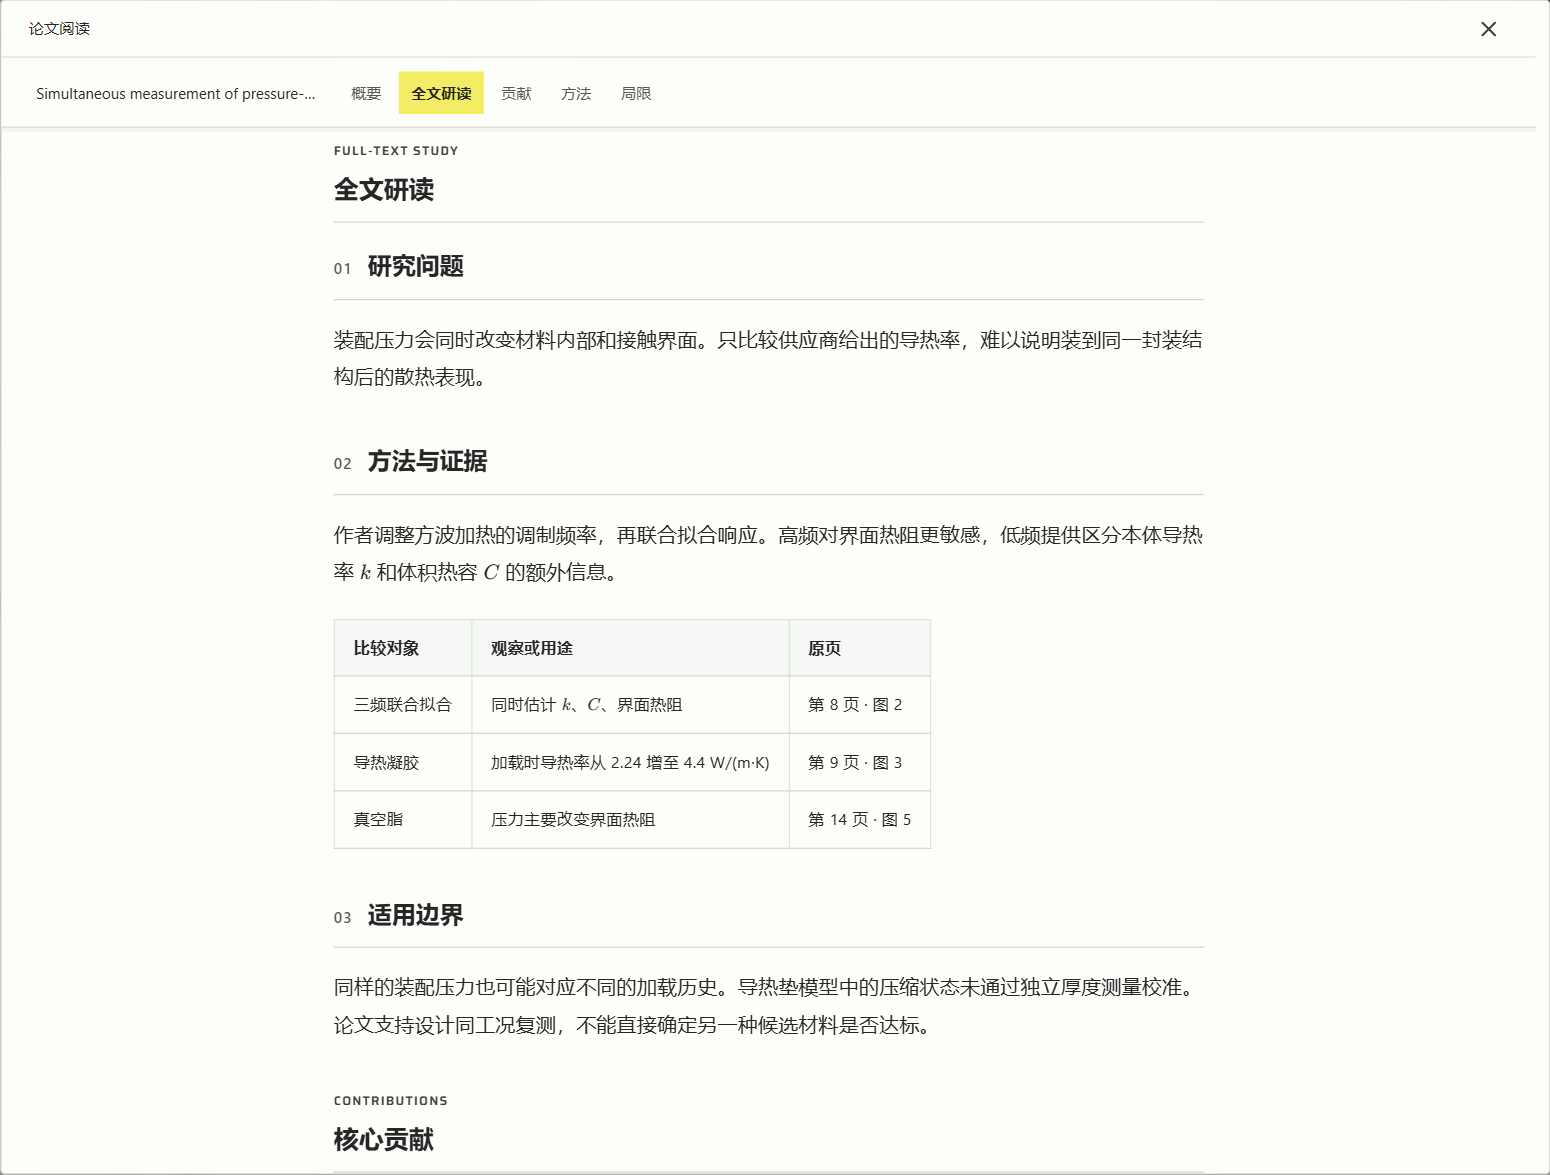 论文阅读
Simultaneous measurement of pressure-...
概要
全文研读
贡献
方法
局限
FULL-TEXT STUDY
全文研读
01 研究问题
装配压力会同时改变材料内部和接触界面。只比较供应商给出的导热率，难以说明装到同一封装结
构后的散热表现。
02 方法与证据
作者调整方波加热的调制频率，再联合拟合响应。高频对界面热阻更敏感，低频提供区分本体导热
率 k 和体积热容 C 的额外信息。
比较对象 观察或用途 原页
三频联合拟合 同时估计 k、C、界面热阻 第 8 页 · 图 2
导热凝胶 加载时导热率从 2.24 增至 4.4 W/(m·K) 第 9 页 · 图 3
真空脂 压力主要改变界面热阻 第 14 页 · 图 5
03 适用边界
同样的装配压力也可能对应不同的加载历史。导热垫模型中的压缩状态未通过独立厚度测量校准。
论文支持设计同工况复测，不能直接确定另一种候选材料是否达标。
CONTRIBUTIONS
核心贡献